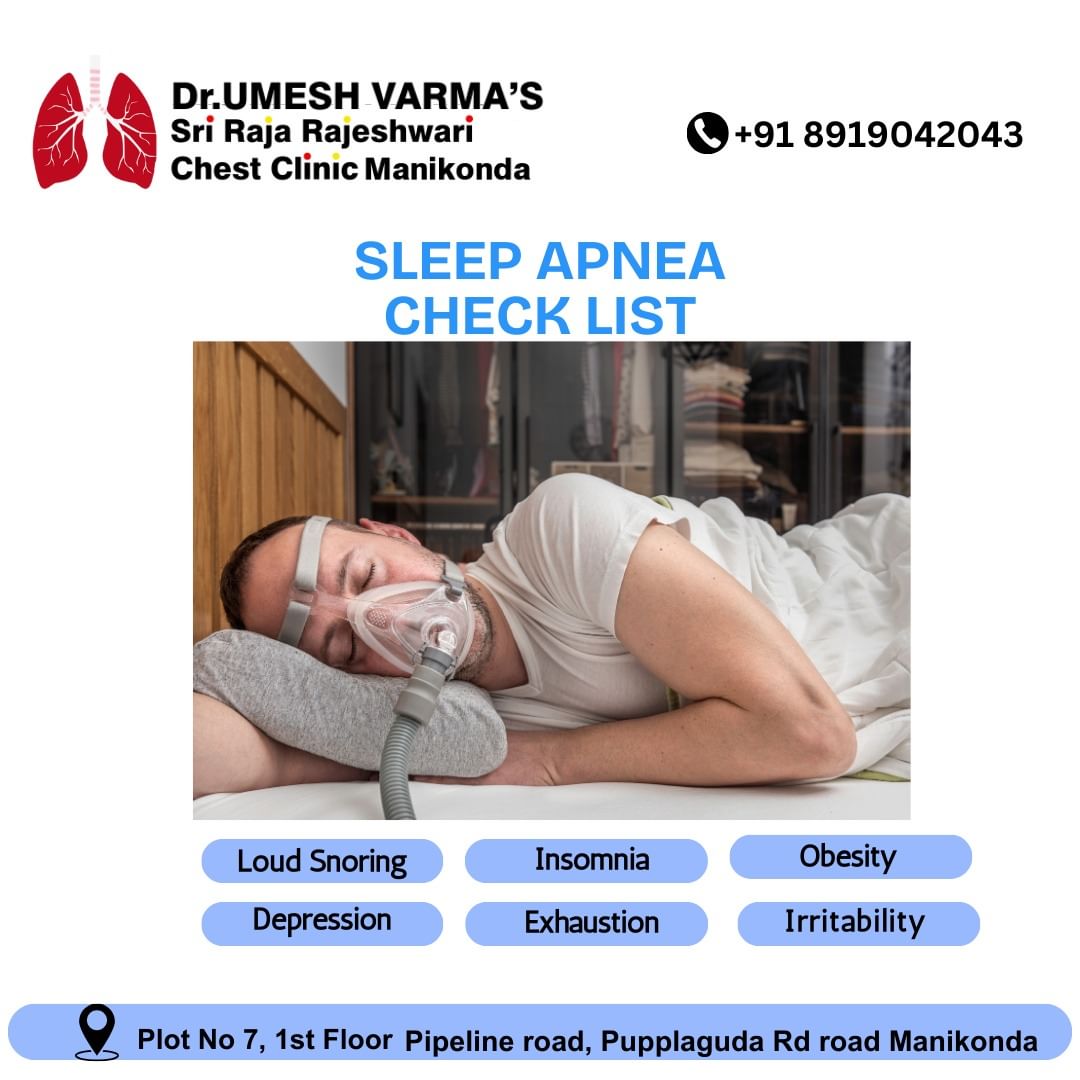 Dr.UMESH VARMA'S
Sri Raja Rajeshwari
Chest Clinic Manikonda
+91 8919042043
SLEEP APNEA
CHECK LIST
Loud Snoring
Insomnia
Obesity
Depression
Exhaustion
Irritability
Plot No 7, 1st Floor Pipeline road, Pupplaguda Rd road Manikonda